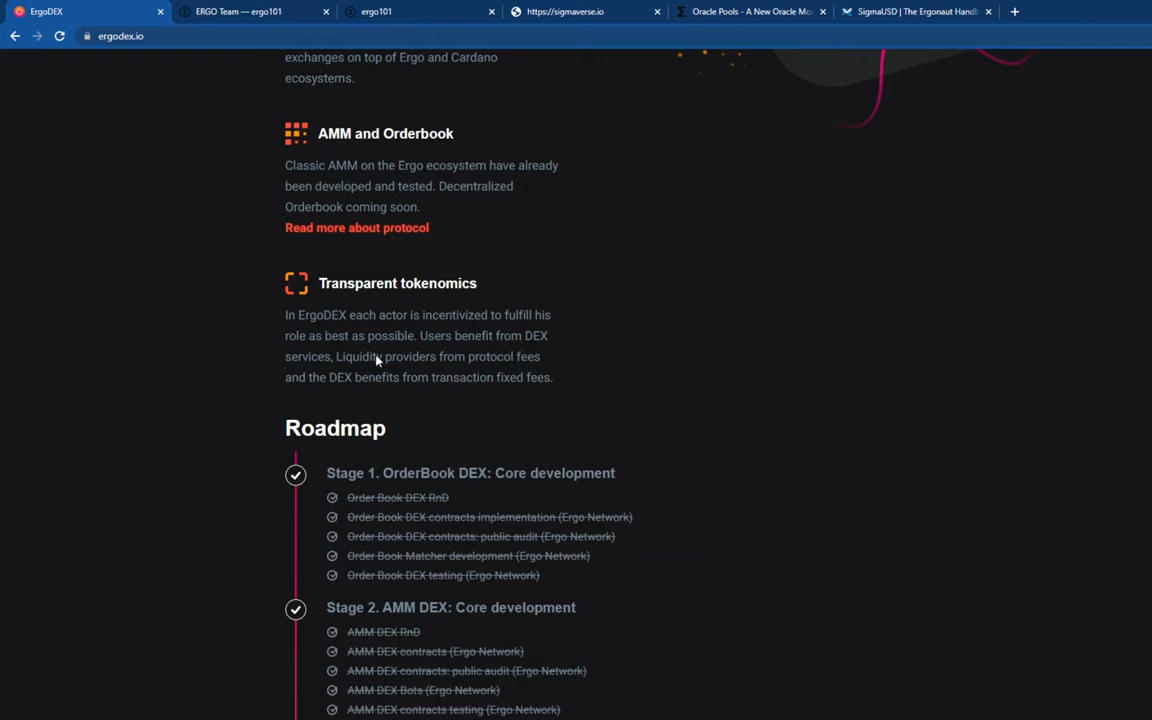 ErgoDEX
ERGO Team — ergo101
ergo101
https://sigmaverse.io
Oracle Pools - A New Oracle Mo
SigmaUSD | The Ergonaut Handb
ergodex.io
exchanges on top of Ergo and Cardano
ecosystems.
AMM and Orderbook
Classic AMM on the Ergo ecosystem have already
been developed and tested. Decentralized
Orderbook coming soon.
Read more about protocol
Transparent tokenomics
In ErgoDEX each actor is incentivized to fulfill his
role as best as possible. Users benefit from DEX
services, Liquidity providers from protocol fees
and the DEX benefits from transaction fixed fees.
Roadmap
Stage 1. OrderBook DEX: Core development
Order Book DEX RnD
Order Book DEX contracts implementation (Ergo Network)
Order Book DEX contracts: public audit (Ergo Network)
Order Book Matcher development (Ergo Network)
Order Book DEX testing (Ergo Network)
Stage 2. AMM DEX: Core development
AMM DEX RnD
AMM DEX contracts (Ergo Network)
AMM DEX contracts: public audit (Ergo Network)
AMM DEX Bots (Ergo Network)
AMM DEX contracts testing (Ergo Network)